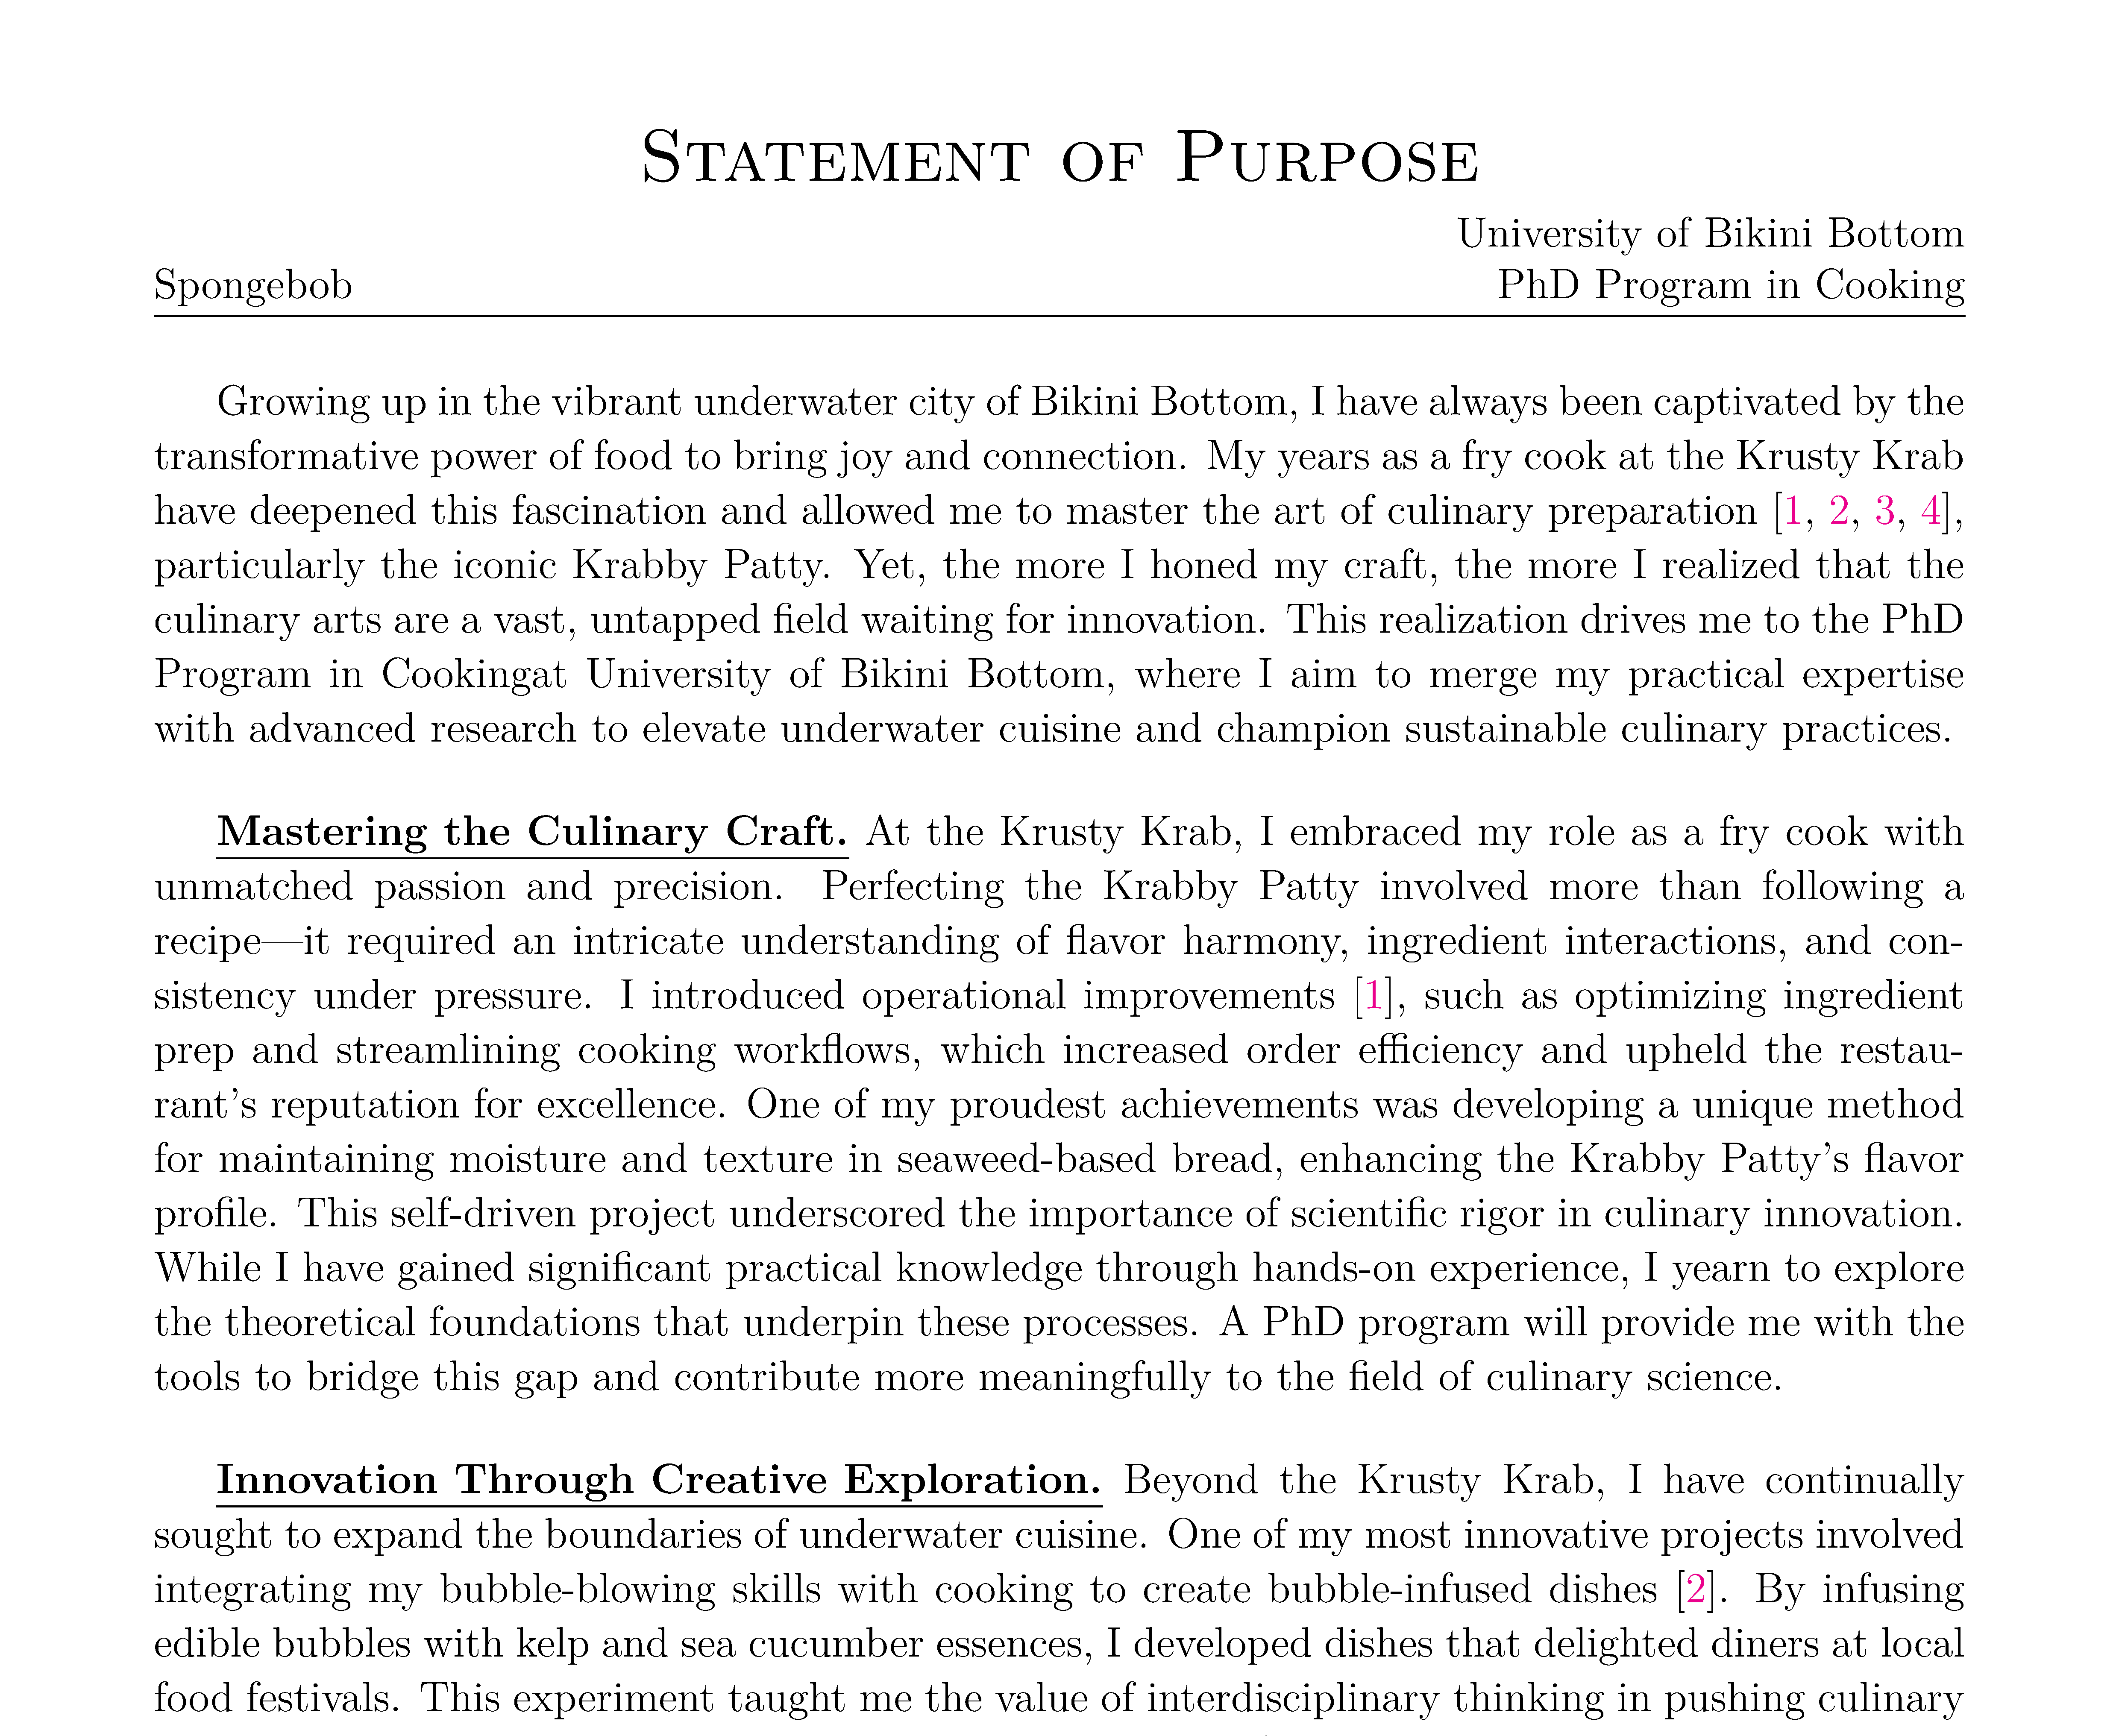 Statement of Purpose
University of Bikini Bottom
Spongebob PhD Program in Cooking
Growing up in the vibrant underwater city of Bikini Bottom, I have always been captivated by the
transformative power of food to bring joy and connection. My years as a fry cook at the Krusty Krab
have deepened this fascination and allowed me to master the art of culinary preparation [1, 2, 3, 4],
particularly the iconic Krabby Patty. Yet, the more I honed my craft, the more I realized that the
culinary arts are a vast, untapped field waiting for innovation. This realization drives me to the PhD
Program in Cookingat University of Bikini Bottom, where I aim to merge my practical expertise
with advanced research to elevate underwater cuisine and champion sustainable culinary practices.
Mastering the Culinary Craft. At the Krusty Krab, I embraced my role as a fry cook with
unmatched passion and precision. Perfecting the Krabby Patty involved more than following a
recipe—it required an intricate understanding of flavor harmony, ingredient interactions, and con-
sistency under pressure. I introduced operational improvements [1], such as optimizing ingredient
prep and streamlining cooking workflows, which increased order efficiency and upheld the restau-
rant's reputation for excellence. One of my proudest achievements was developing a unique method
for maintaining moisture and texture in seaweed-based bread, enhancing the Krabby Patty's flavor
profile. This self-driven project underscored the importance of scientific rigor in culinary innovation.
While I have gained significant practical knowledge through hands-on experience, I yearn to explore
the theoretical foundations that underpin these processes. A PhD program will provide me with the
tools to bridge this gap and contribute more meaningfully to the field of culinary science.
Innovation Through Creative Exploration. Beyond the Krusty Krab, I have continually
sought to expand the boundaries of underwater cuisine. One of my most innovative projects involved
integrating my bubble-blowing skills with cooking to create bubble-infused dishes [2]. By infusing
edible bubbles with kelp and sea cucumber essences, I developed dishes that delighted diners at local
food festivals. This experiment taught me the value of interdisciplinary thinking in pushing culinary